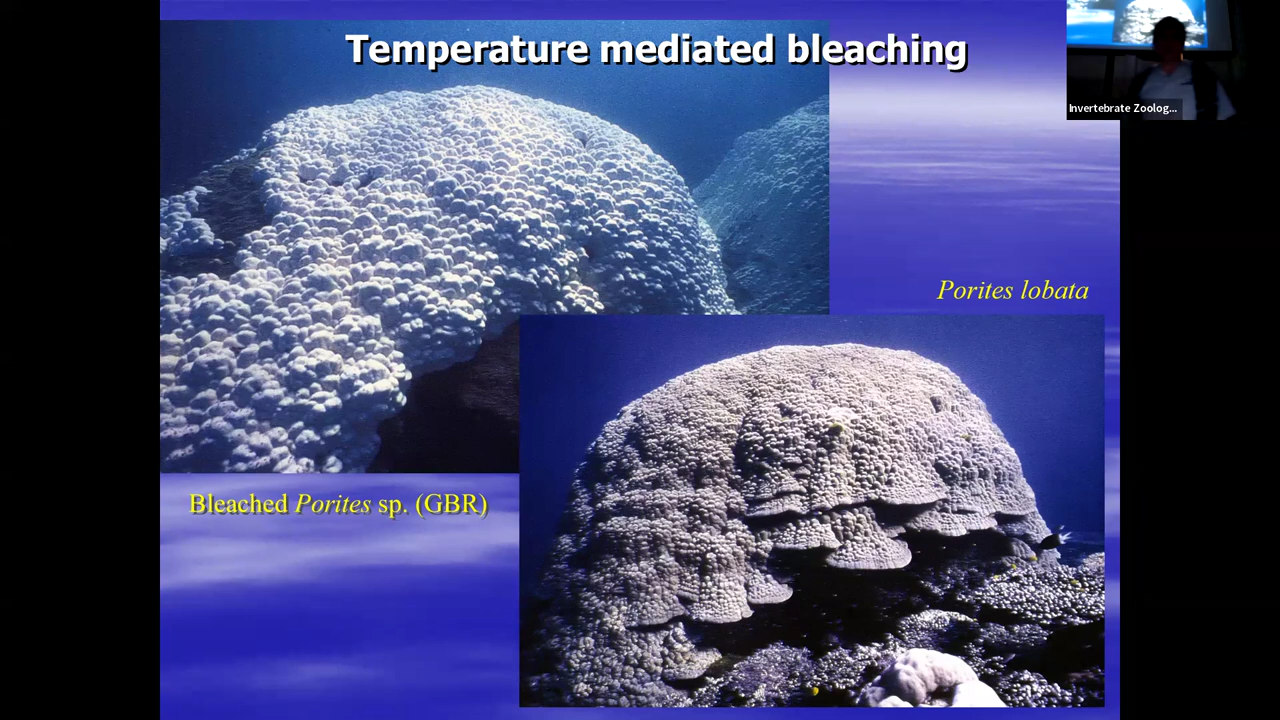 Temperature mediated bleaching
Invertebrate Zoolog...
Porites lobata
Bleached Porites sp. (GBR)